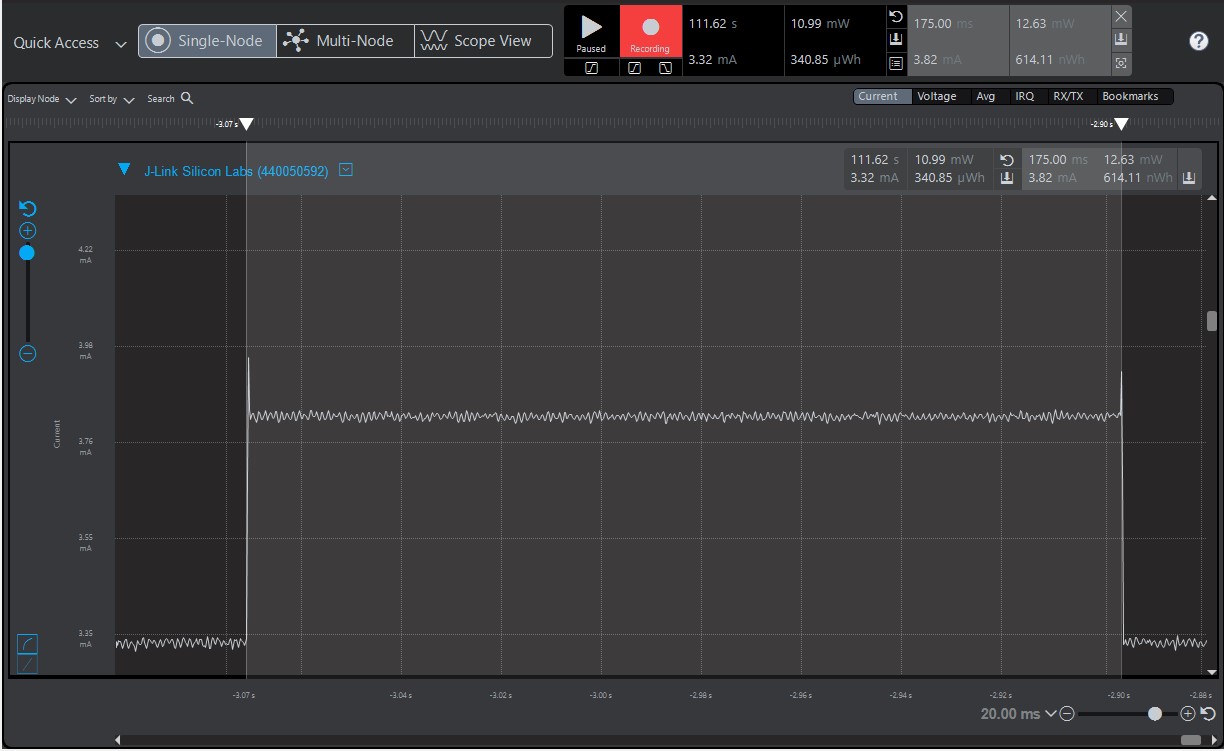 Quick Access
Single-Node
Multi-Node
Scope View
Paused
Recording
111.62 s
10.99 mW
3.32 mA
340.85 µWh
175.00 ms
12.63 mW
3.82 mA
614.11 nWh
Display Node
Sort by
Search
Current
Voltage
Avg
IRQ
RX/TX
Bookmarks
-3.07 s
-2.90 s
J-Link Silicon Labs (440050592)
111.62 s 10.99 mW
3.32 mA 340.85 µWh
175.00 ms 12.63 mW
3.82 mA 614.11 nWh
4.22
mA
3.98
mA
3.76
mA
3.55
mA
3.35
mA
Current
-3.07 s
-3.04 s
-3.02 s
-3.00 s
-2.98 s
-2.96 s
-2.94 s
-2.92 s
-2.90 s
-2.88 s
20.00 ms